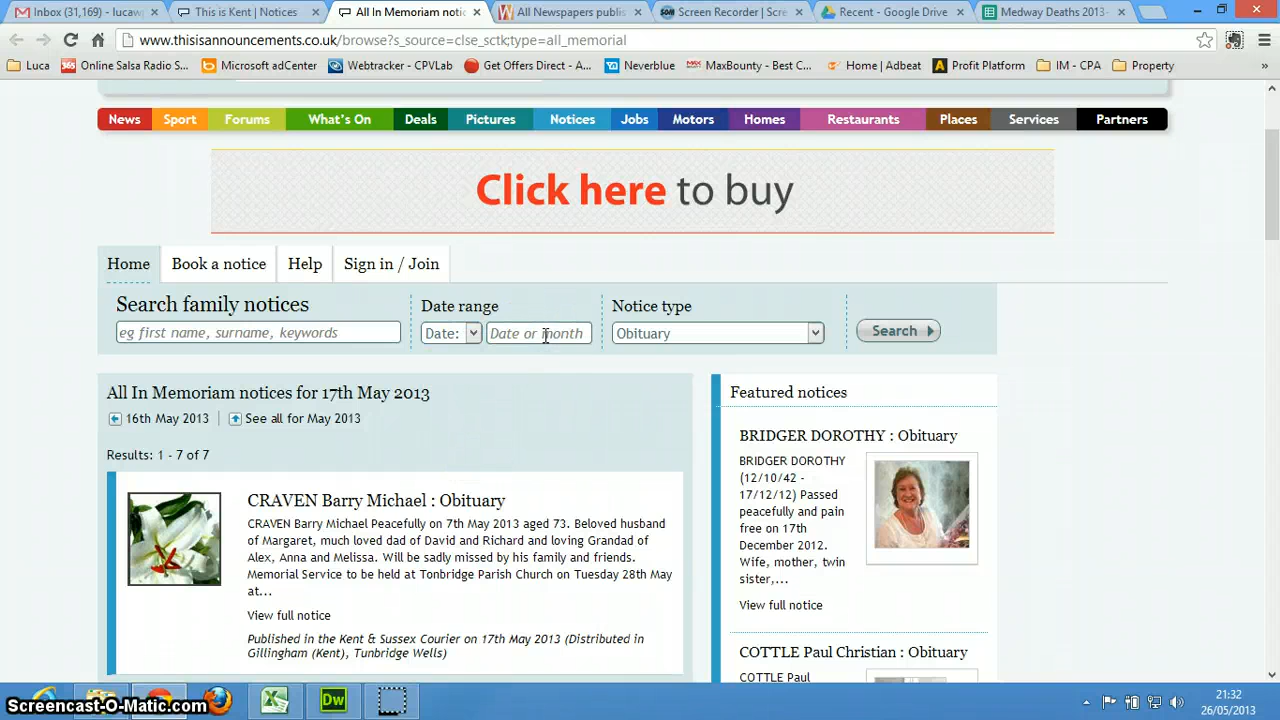 Inbox (31,169) - lucaw
This is Kent | Notices
All In Memoriam notic
All Newspapers publis
Screen Recorder | Scre
Recent - Google Drive
Medway Deaths 2013-
www.thisisannouncements.co.uk/browse?s_source=clse_sctk;type=all_memorial
Luca
Online Salsa Radio S...
Microsoft adCenter
Webtracker - CPVLab
Get Offers Direct - A...
Neverblue
MaxBounty - Best C...
Home | Adbeat
Profit Platform
IM - CPA
Property
»
News
Sport
Forums
What's On
Deals
Pictures
Notices
Jobs
Motors
Homes
Restaurants
Places
Services
Partners
Click here to buy
Home
Book a notice
Help
Sign in / Join
Search family notices
Date range
Notice type
eg first name, surname, keywords
Date:
Date or month
Obituary
Search
All In Memoriam notices for 17th May 2013
16th May 2013
See all for May 2013
Results: 1 - 7 of 7
CRAVEN Barry Michael : Obituary
CRAVEN Barry Michael Peacefully on 7th May 2013 aged 73. Beloved husband
of Margaret, much loved dad of David and Richard and loving Grandad of
Alex, Anna and Melissa. Will be sadly missed by his family and friends.
Memorial Service to be held at Tonbridge Parish Church on Tuesday 28th May
at...
View full notice
Published in the Kent & Sussex Courier on 17th May 2013 (Distributed in
Gillingham (Kent), Tunbridge Wells)
Featured notices
BRIDGER DOROTHY : Obituary
BRIDGER DOROTHY
(12/10/42 -
17/12/12) Passed
peacefully and pain
free on 17th
December 2012.
Wife, mother, twin
sister,...
View full notice
COTTLE Paul Christian : Obituary
COTTLE Paul
Dw
21:32
26/05/2013
Screencast-O-Matic.com